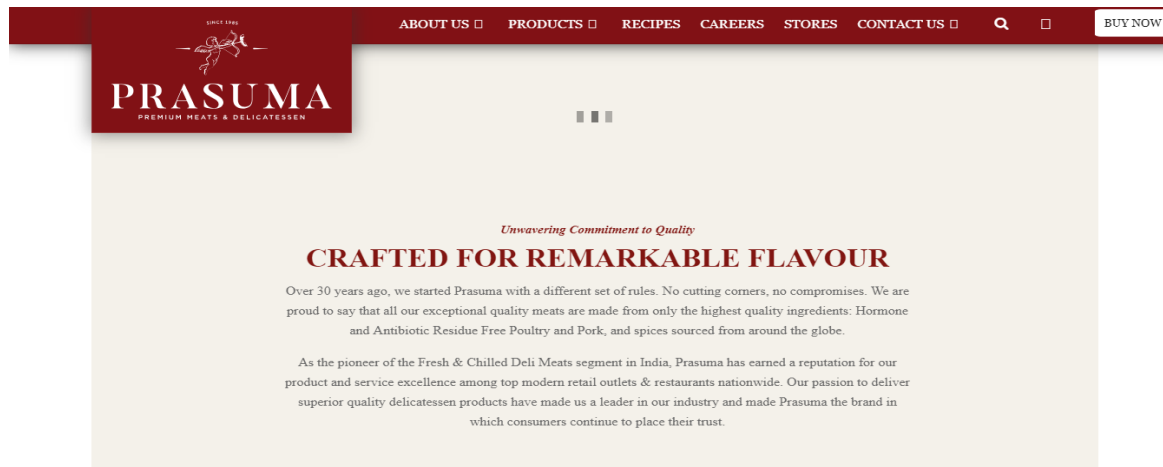 ABOUT US PRODUCTS RECIPES CAREERS STORES CONTACT US BUY NOW
SINCE 1985
PRASUMA
PREMIUM MEATS & DELICATESSEN
Unwavering Commitment to Quality
CRAFTED FOR REMARKABLE FLAVOUR
Over 30 years ago, we started Prasuma with a different set of rules. No cutting corners, no compromises. We are
proud to say that all our exceptional quality meats are made from only the highest quality ingredients: Hormone
and Antibiotic Residue Free Poultry and Pork, and spices sourced from around the globe.
As the pioneer of the Fresh & Chilled Deli Meats segment in India, Prasuma has earned a reputation for our
product and service excellence among top modern retail outlets & restaurants nationwide. Our passion to deliver
superior quality delicatessen products have made us a leader in our industry and made Prasuma the brand in
which consumers continue to place their trust.